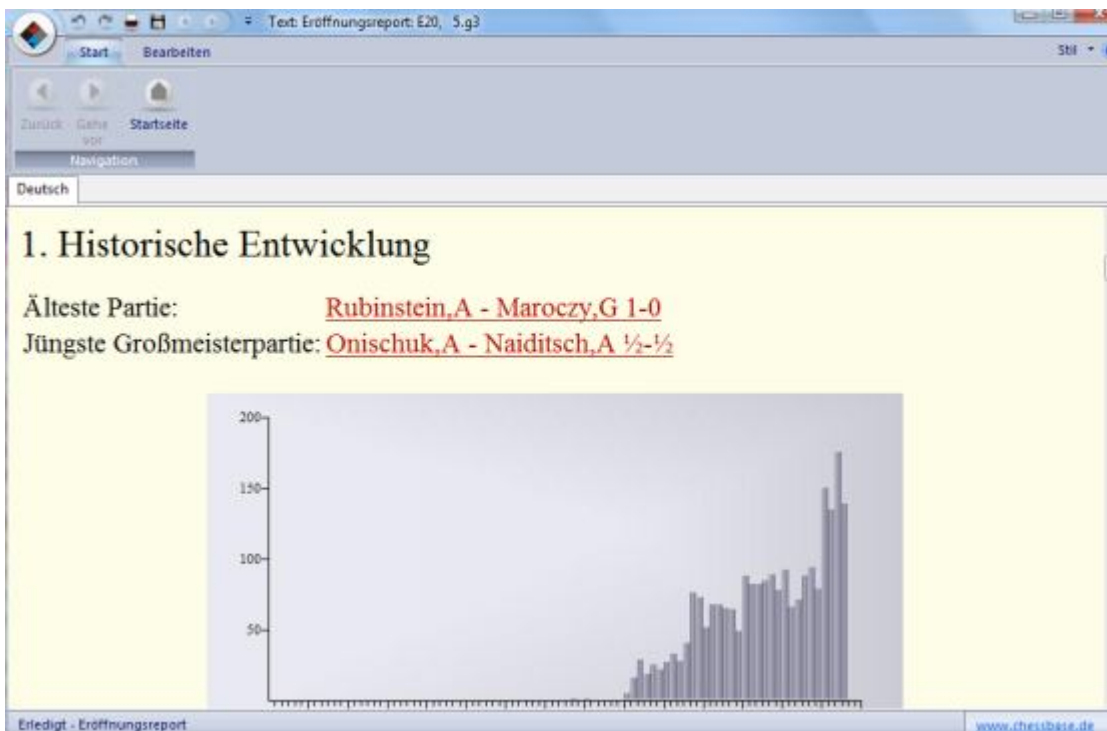 Text: Eröffnungsreport: E20, 5.g3
Start Bearbeiten Stil
Zurück Gehe vor Startseite
Navigation
Deutsch
1. Historische Entwicklung
Älteste Partie: Rubinstein,A - Maroczy,G 1-0
Jüngste Großmeisterpartie: Onischuk,A - Naiditsch,A ½-½
200
150
100
50
Erledigt - Eröffnungsreport www.chessbase.de